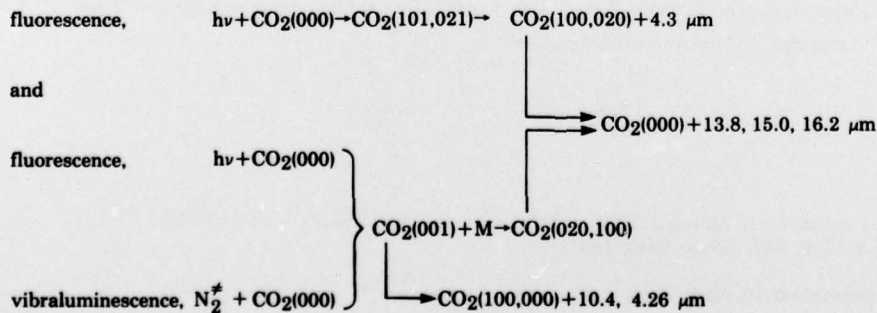 fluorescence, hν+CO₂(000)→CO₂(101,021)→ CO₂(100,020)+4.3 μm
and
CO₂(000)+13.8, 15.0, 16.2 μm
fluorescence, hν+CO₂(000)
CO₂(001)+M→CO₂(020,100)
vibraluminescence, N₂≠ + CO₂(000) CO₂(100,000)+10.4, 4.26 μm